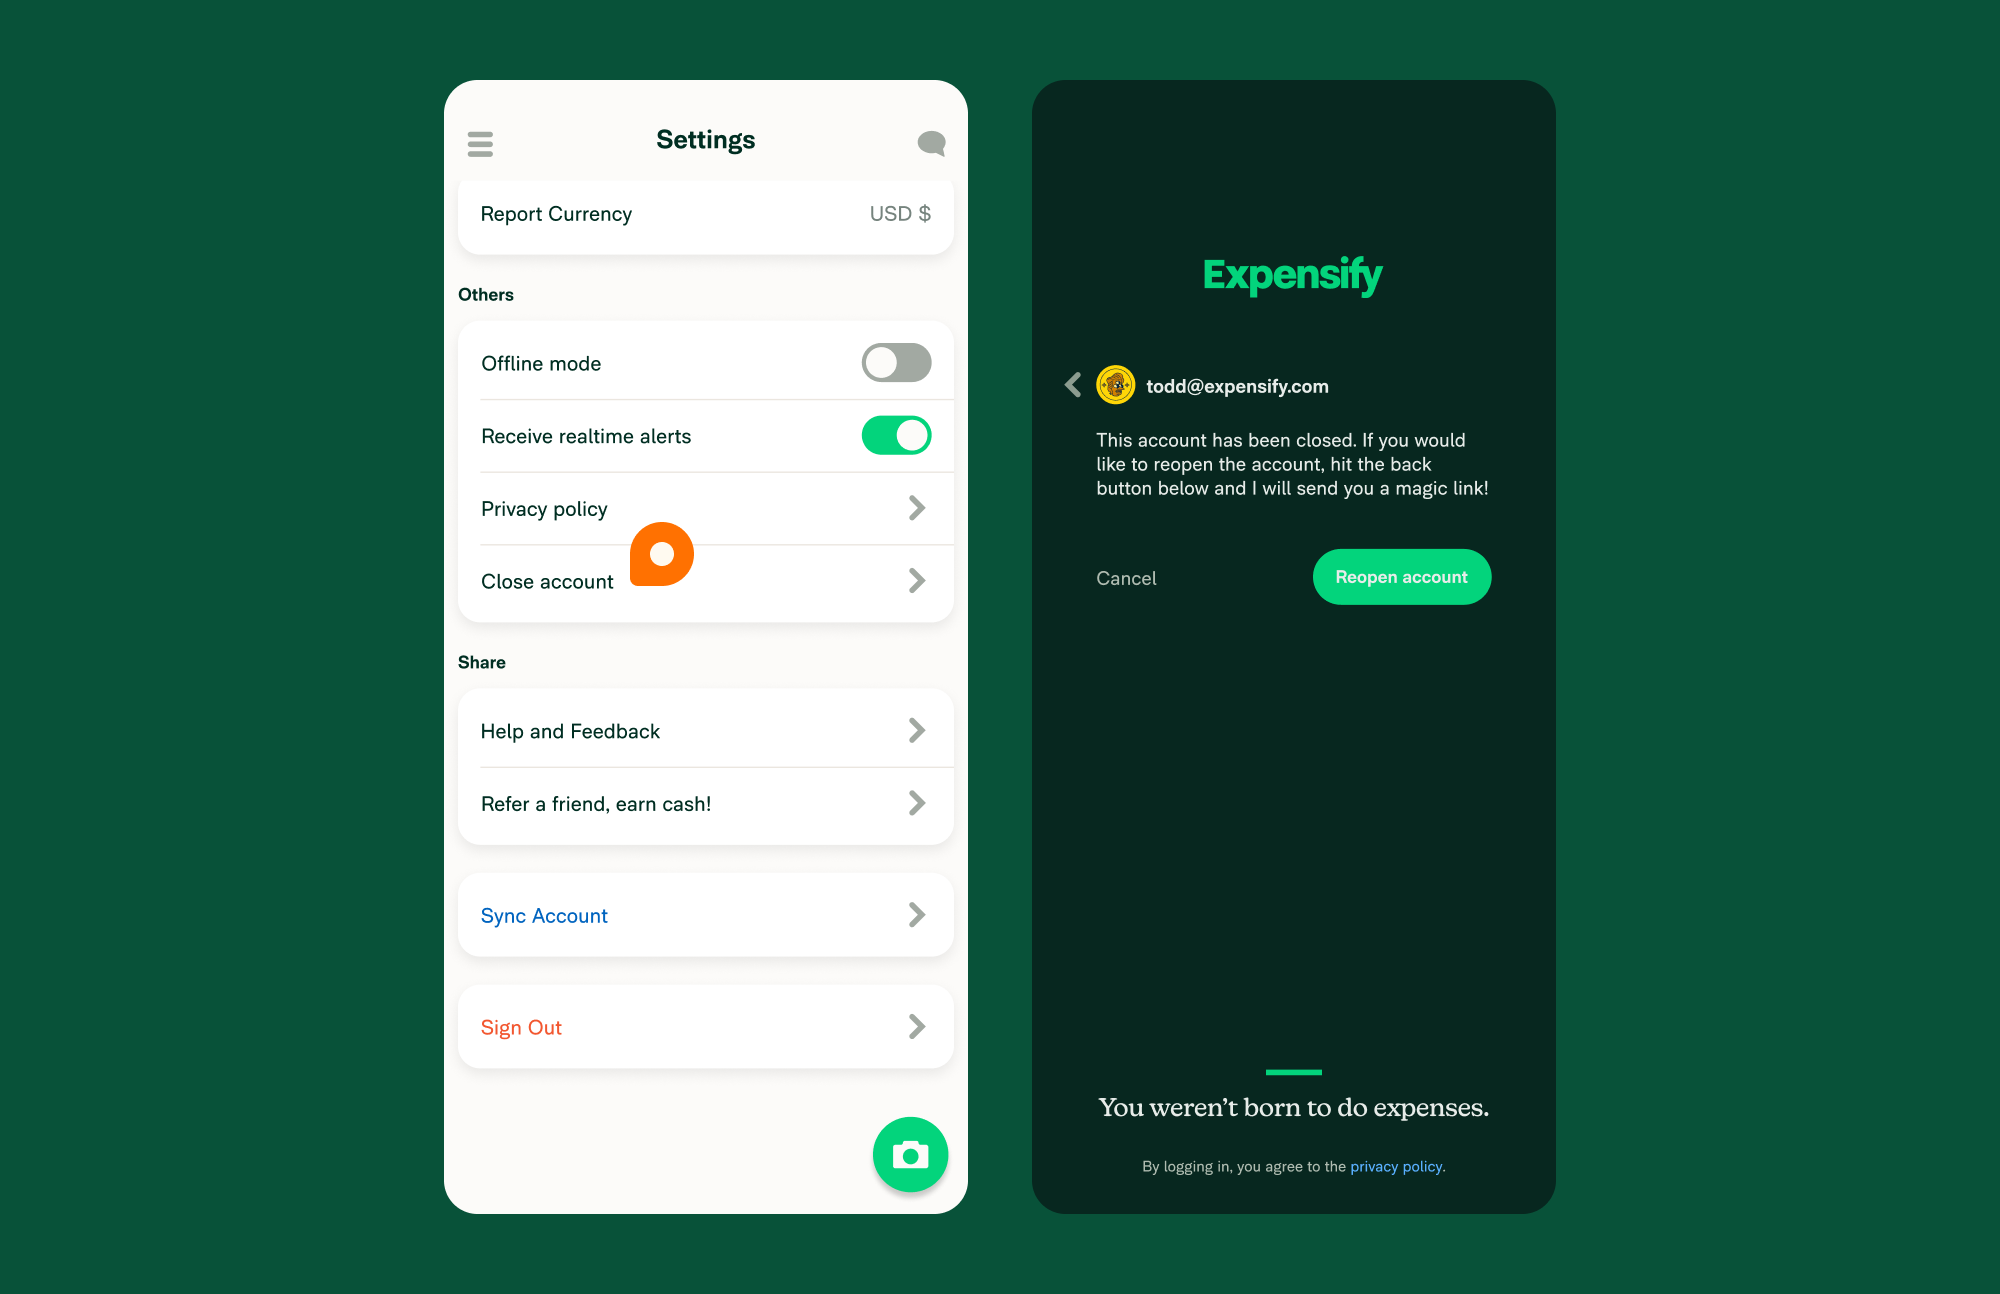 Settings
Report Currency USD $
Others
Offline mode
Receive realtime alerts
Privacy policy
Close account
Share
Help and Feedback
Refer a friend, earn cash!
Sync Account
Sign Out
Expensify
todd@expensify.com
This account has been closed. If you would
like to reopen the account, hit the back
button below and I will send you a magic link!
Cancel Reopen account
You weren’t born to do expenses.
By logging in, you agree to the privacy policy.